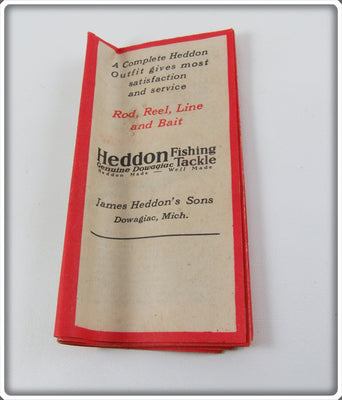 A Complete Heddon
Outfit gives most
satisfaction
and service
Rod, Reel, Line
and Bait
Heddon Fishing
Genuine Dowagiac Tackle
Heddon Made — Well Made
James Heddon's Sons
Dowagiac, Mich.